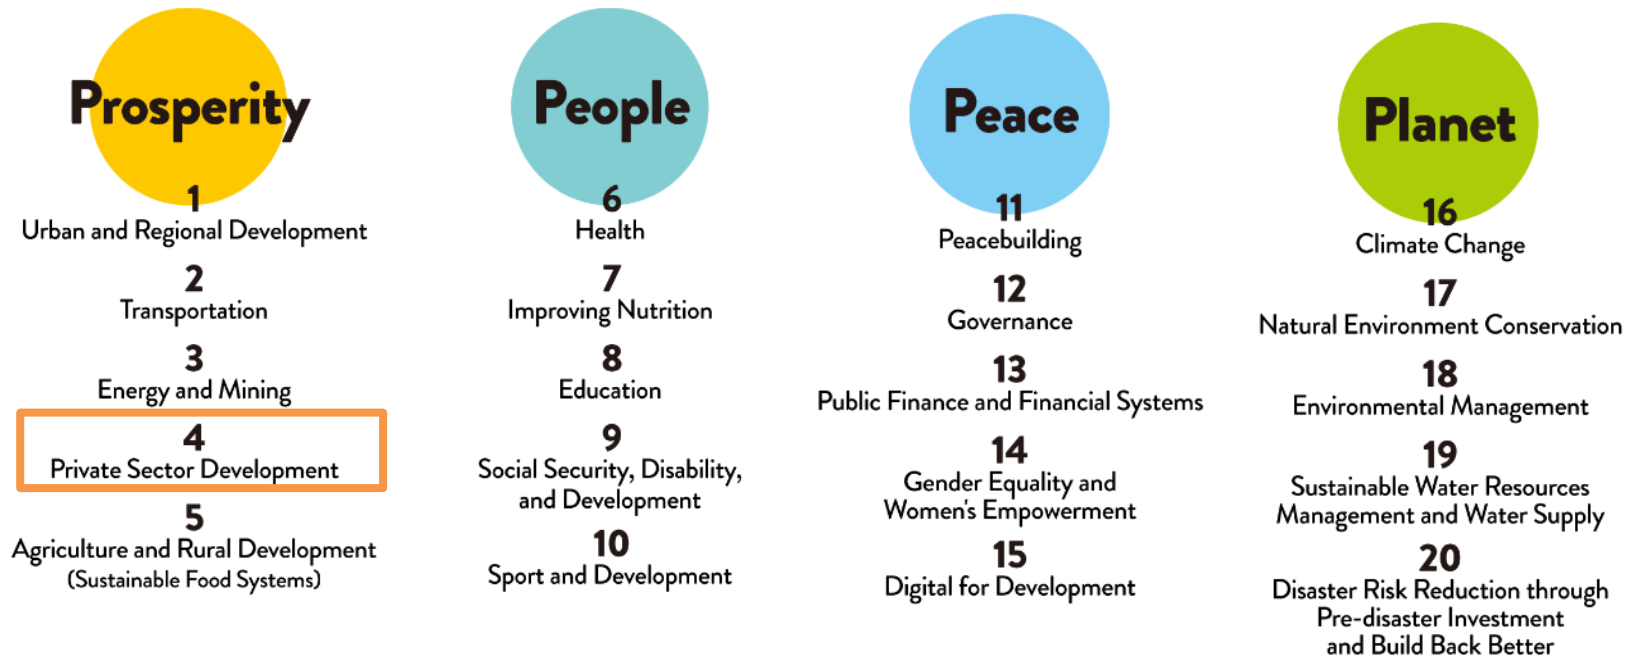 Prosperity
1
Urban and Regional Development
2
Transportation
3
Energy and Mining
4
Private Sector Development
5
Agriculture and Rural Development
(Sustainable Food Systems)
People
6
Health
7
Improving Nutrition
8
Education
9
Social Security, Disability,
and Development
10
Sport and Development
Peace
11
Peacebuilding
12
Governance
13
Public Finance and Financial Systems
14
Gender Equality and
Women's Empowerment
15
Digital for Development
Planet
16
Climate Change
17
Natural Environment Conservation
18
Environmental Management
19
Sustainable Water Resources
Management and Water Supply
20
Disaster Risk Reduction through
Pre-disaster Investment
and Build Back Better